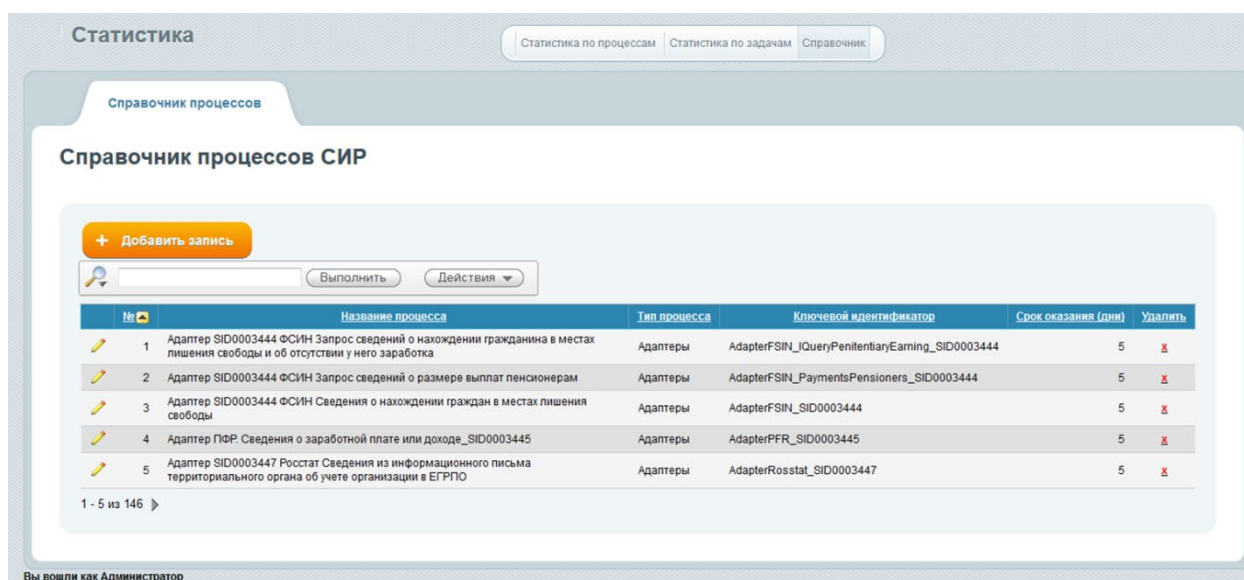 Статистика
Статистика по процессам Статистика по задачам Справочник
Справочник процессов
Справочник процессов СИР
+ Добавить запись
Выполнить Действия
№ Название процесса Тип процесса Ключевой идентификатор Срок оказания (дни) Удалить
1 Адаптер SID0003444 ФСИН Запрос сведений о нахождении гражданина в местах
лишения свободы и об отсутствии у него заработка Адаптеры AdapterFSIN_IQueryPenitentiaryEarning_SID0003444 5 x
2 Адаптер SID0003444 ФСИН Запрос сведений о размере выплат пенсионерам Адаптеры AdapterFSIN_PaymentsPensioners_SID0003444 5 x
3 Адаптер SID0003444 ФСИН Сведения о нахождении граждан в местах лишения
свободы Адаптеры AdapterFSIN_SID0003444 5 x
4 Адаптер ПФР. Сведения о заработной плате или доходе_SID0003445 Адаптеры AdapterPFR_SID0003445 5 x
5 Адаптер SID0003447 Росстат Сведения из информационного письма
территориального органа об учете организации в ЕГРПО Адаптеры AdapterRosstat_SID0003447 5 x
1 - 5 из 146
Вы вошли как Администратор